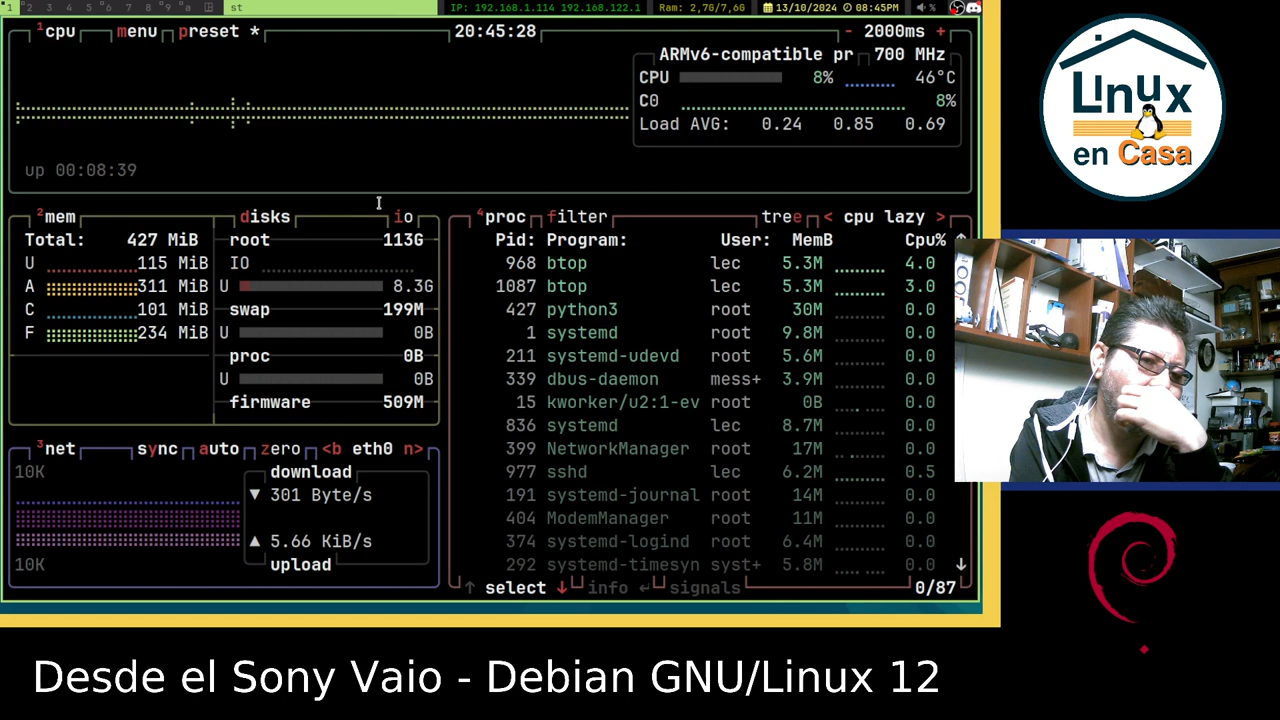 1 2 3 4 5 6 7 8 9 a st IP: 192.168.1.114 192.168.122.1 Ram: 2,7G/7,6G 13/10/2024 08:45PM %
¹cpu menu preset * 20:45:28 - 2000ms +
ARMv6-compatible pr 700 MHz
CPU 8% 46°C
C0 8%
Load AVG: 0.24 0.85 0.69
up 00:08:39
²mem disks io
Total: 427 MiB
U 115 MiB
A 311 MiB
C 101 MiB
F 234 MiB
root 113G
IO
U 8.3G
swap 199M
U 0B
proc 0B
U 0B
firmware 509M
³net sync auto zero <b eth0 n>
10K
download
▼ 301 Byte/s
▲ 5.66 KiB/s
upload
10K
⁴proc filter tree < cpu lazy >
Pid: Program: User: MemB Cpu% ↑
968 btop lec 5.3M 4.0
1087 btop lec 5.3M 3.0
427 python3 root 30M 0.0
1 systemd root 9.8M 0.0
211 systemd-udevd root 5.6M 0.0
339 dbus-daemon mess+ 3.9M 0.0
15 kworker/u2:1-ev root 0B 0.0
836 systemd lec 8.7M 0.0
399 NetworkManager root 17M 0.0
977 sshd lec 6.2M 0.5
191 systemd-journal root 14M 0.0
404 ModemManager root 11M 0.0
374 systemd-logind root 6.4M 0.0
292 systemd-timesyn syst+ 5.8M 0.0 ↓
↑ select ↓ info ↵ signals 0/87
Linux
en Casa
Desde el Sony Vaio - Debian GNU/Linux 12